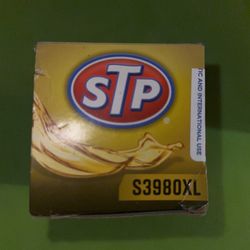 STP
®
IC AND INTERNATIONAL USE
S3980XL